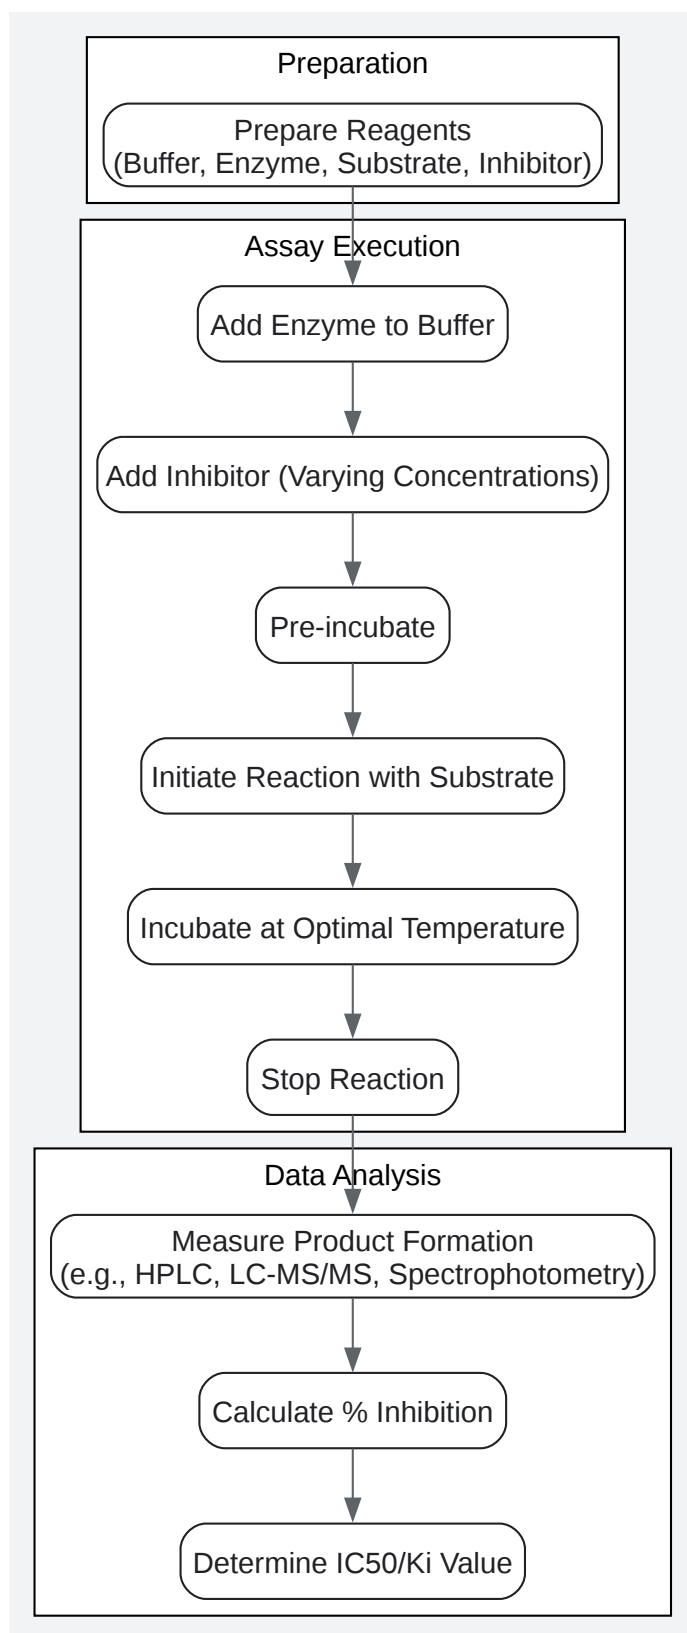 Preparation
Prepare Reagents
(Buffer, Enzyme, Substrate, Inhibitor)
Assay Execution
Add Enzyme to Buffer
Add Inhibitor (Varying Concentrations)
Pre-incubate
Initiate Reaction with Substrate
Incubate at Optimal Temperature
Stop Reaction
Data Analysis
Measure Product Formation
(e.g., HPLC, LC-MS/MS, Spectrophotometry)
Calculate % Inhibition
Determine IC50/Ki Value